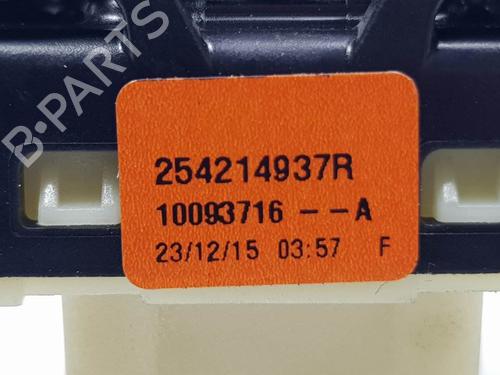 B-PARTS
254214937R
10093716 --A
23/12/15 03:57 F